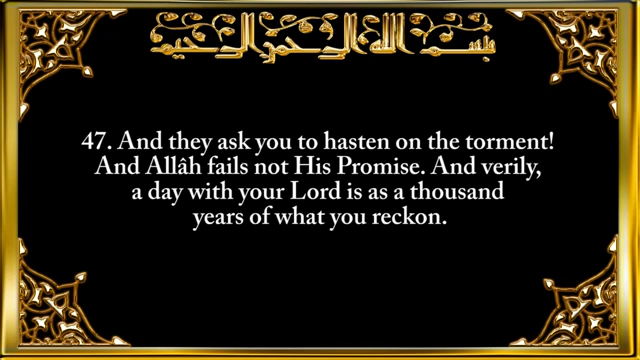 بسم الله الرحمن الرحيم
47. And they ask you to hasten on the torment!
And Allâh fails not His Promise. And verily,
a day with your Lord is as a thousand
years of what you reckon.